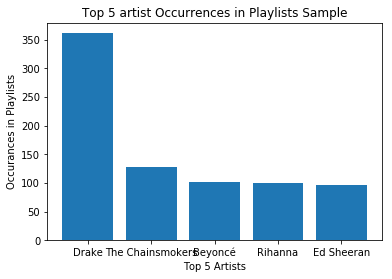 Top 5 artist Occurrences in Playlists Sample
Occurances in Playlists
350
300
250
200
150
100
50
0
Drake The Chainsmokers Beyoncé Rihanna Ed Sheeran
Top 5 Artists